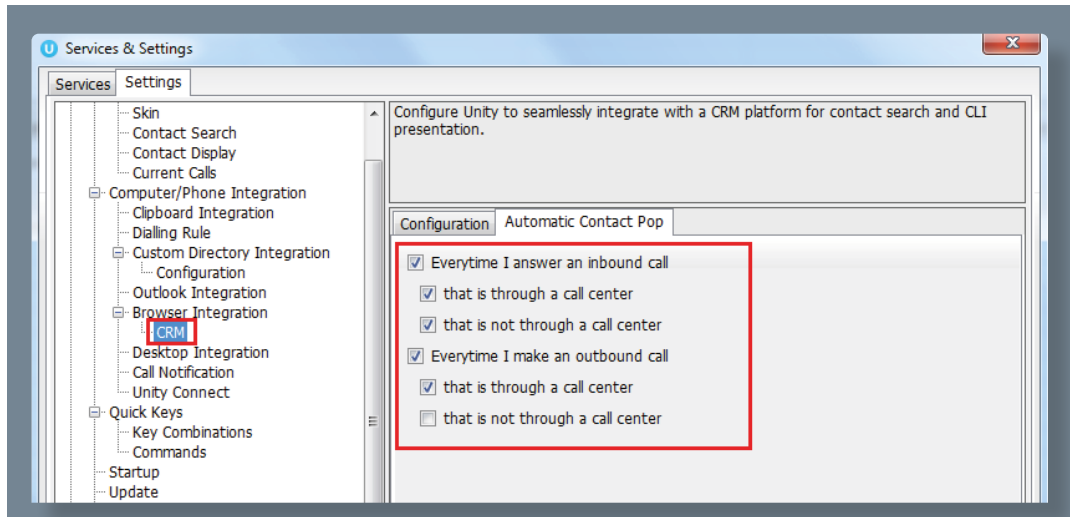 Services & Settings
Services
Settings
Skin
Contact Search
Contact Display
Current Calls
Computer/Phone Integration
Clipboard Integration
Dialling Rule
Custom Directory Integration
Configuration
Outlook Integration
Browser Integration
CRM
Desktop Integration
Call Notification
Unity Connect
Quick Keys
Key Combinations
Commands
Startup
Update
Configure Unity to seamlessly integrate with a CRM platform for contact search and CLI
presentation.
Configuration
Automatic Contact Pop
Everytime I answer an inbound call
that is through a call center
that is not through a call center
Everytime I make an outbound call
that is through a call center
that is not through a call center